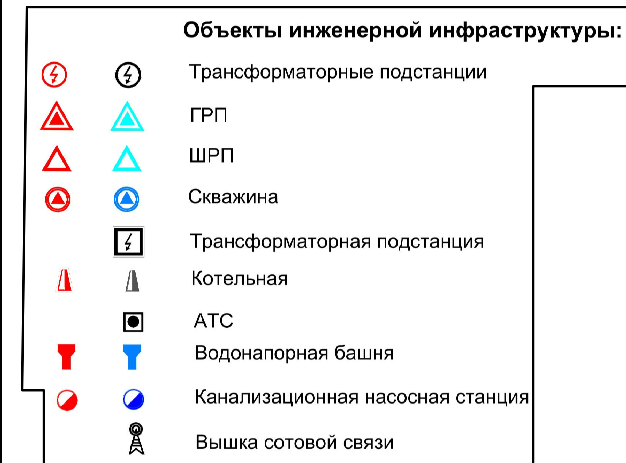 Объекты инженерной инфраструктуры:
Трансформаторные подстанции
ГРП
ШРП
Скважина
Трансформаторная подстанция
Котельная
АТС
Водонапорная башня
Канализационная насосная станция
Вышка сотовой связи